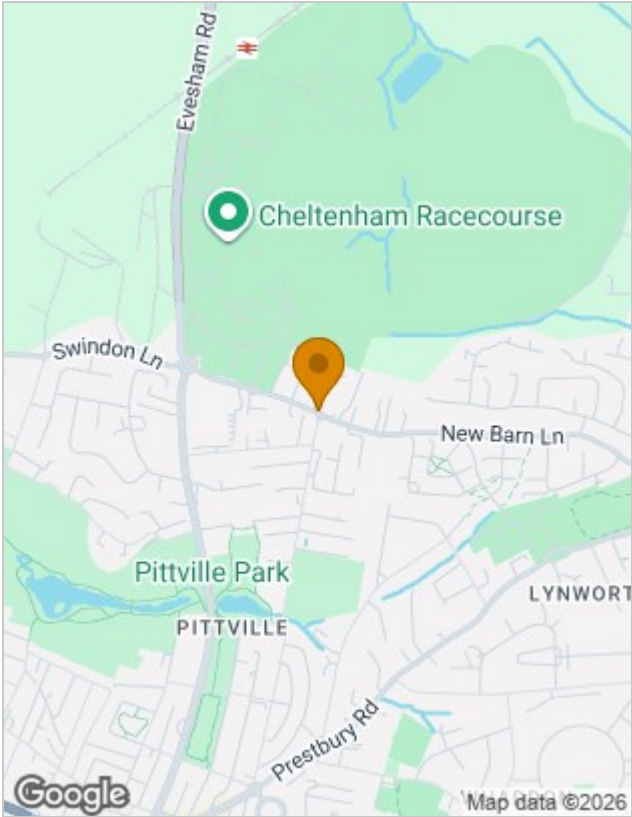 Evesham Rd
Cheltenham Racecourse
Swindon Ln
New Barn Ln
Pittville Park
LYNWORT
PITTVILLE
Prestbury Rd
WHADDON
Google
Map data ©2026